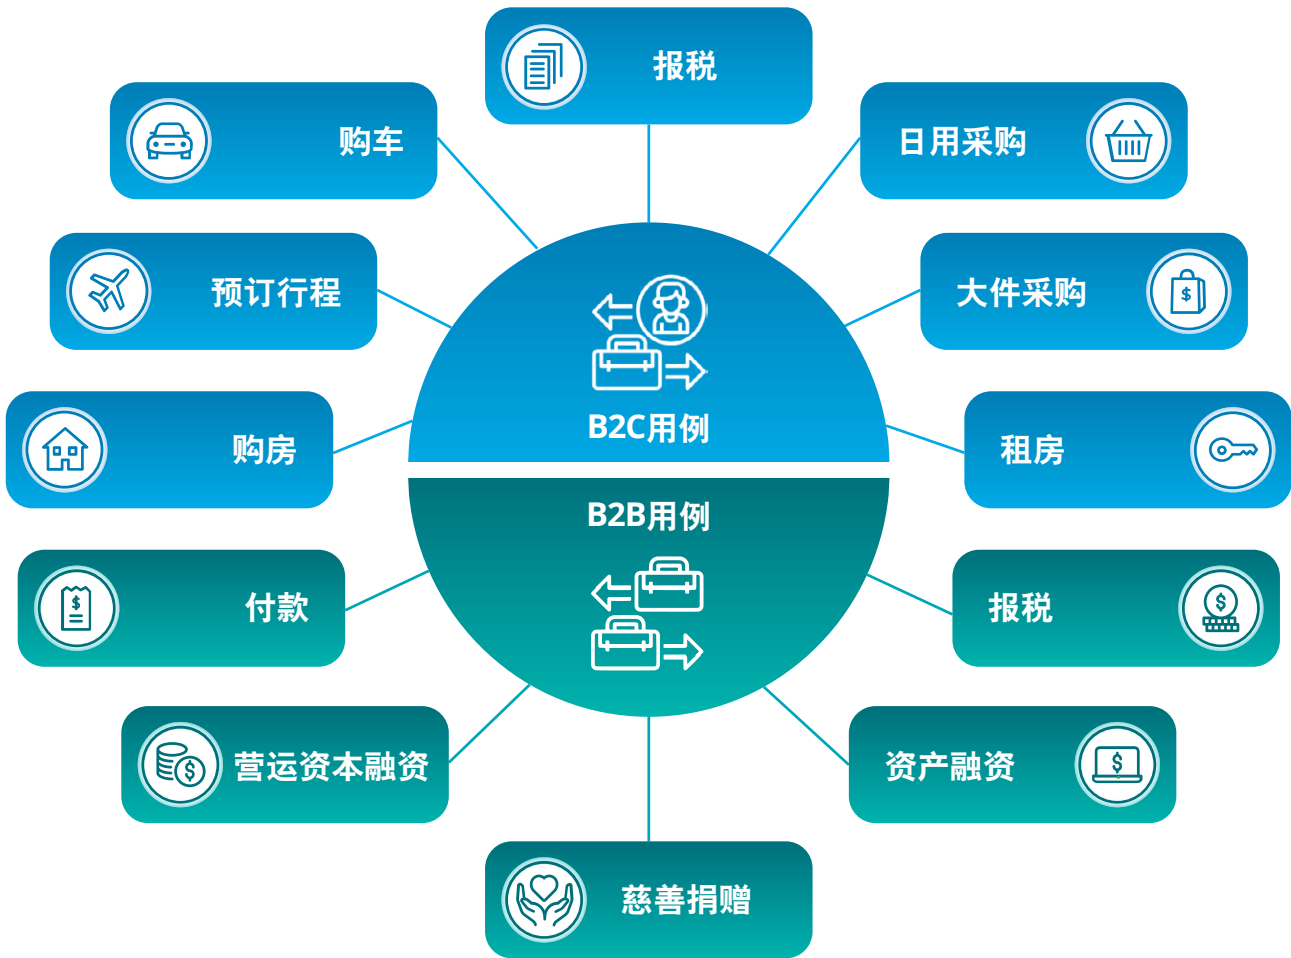 报税
购车
日用采购
预订行程
大件采购
B2C用例
购房
租房
B2B用例
付款
报税
营运资本融资
资产融资
慈善捐赠